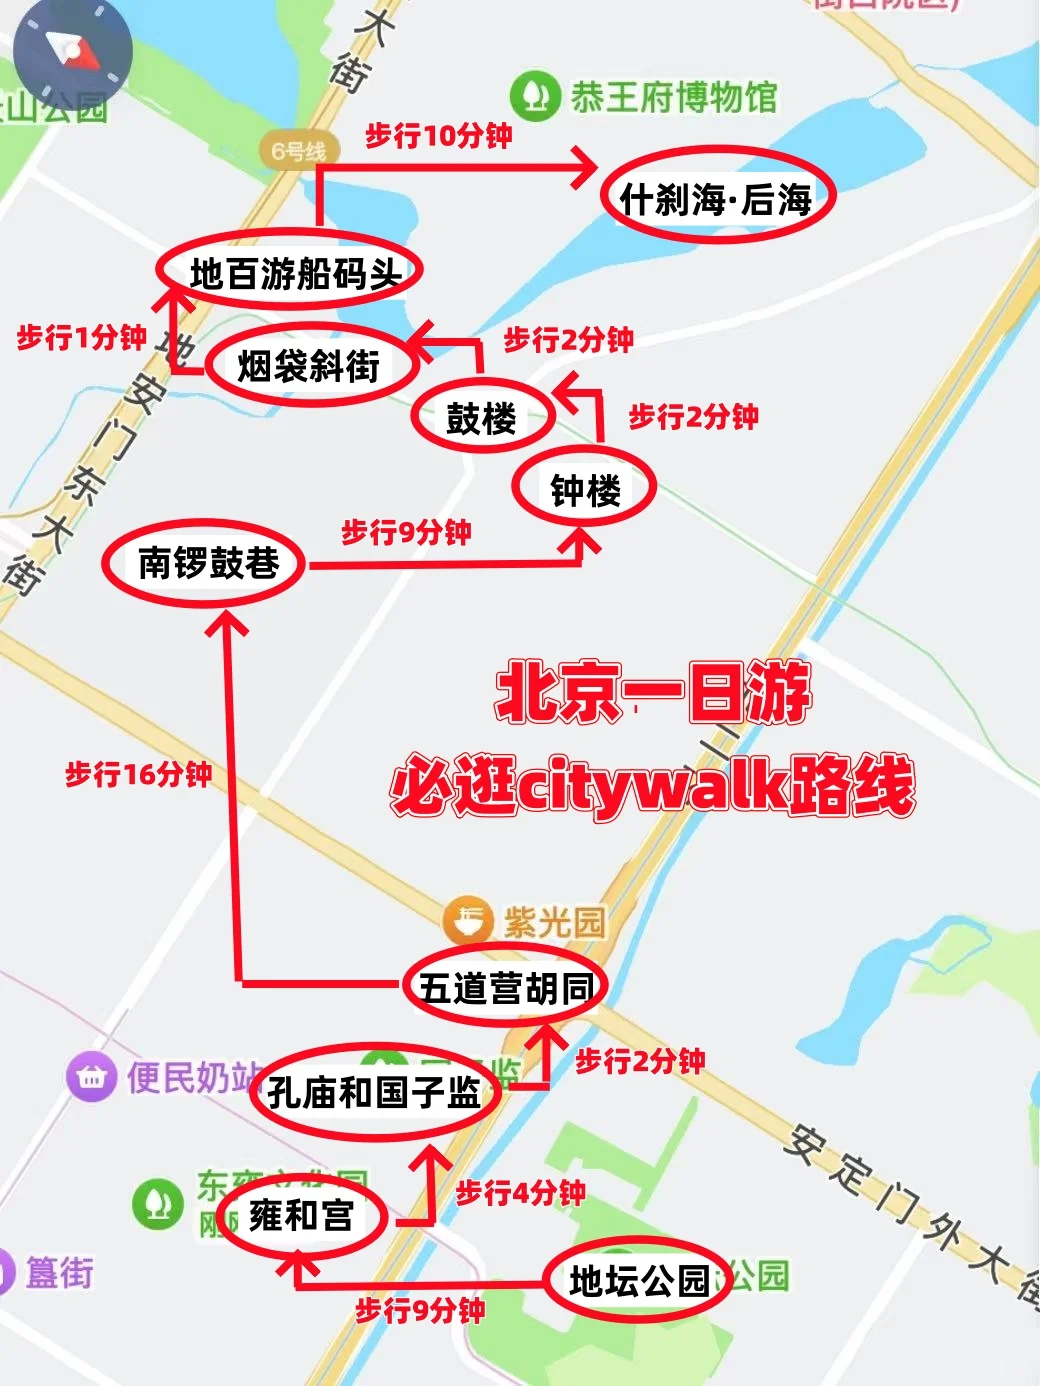 大街
恭王府博物馆
6号线
步行10分钟
什刹海·后海
地百游船码头
步行1分钟
烟袋斜街
步行2分钟
鼓楼
步行2分钟
钟楼
地安门东大街
步行9分钟
南锣鼓巷
北京一日游
必逛citywalk路线
步行16分钟
二
紫光园
五道营胡同
步行2分钟
便民奶站
孔庙和国子监
安定门外大街
步行4分钟
雍和宫
簋街
地坛公园
公园
步行9分钟